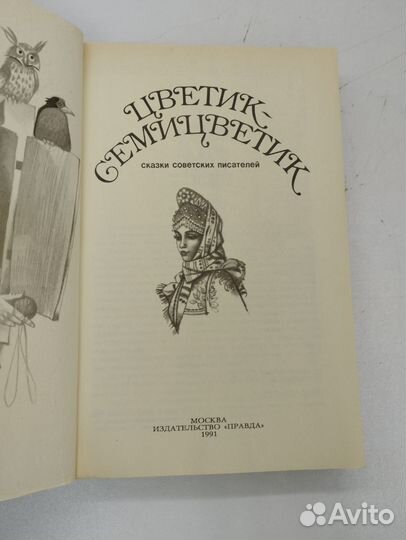 ЦВЕТИК-
СЕМИЦВЕТИК
сказки советских писателей
МОСКВА
ИЗДАТЕЛЬСТВО «ПРАВДА»
1991
Avito